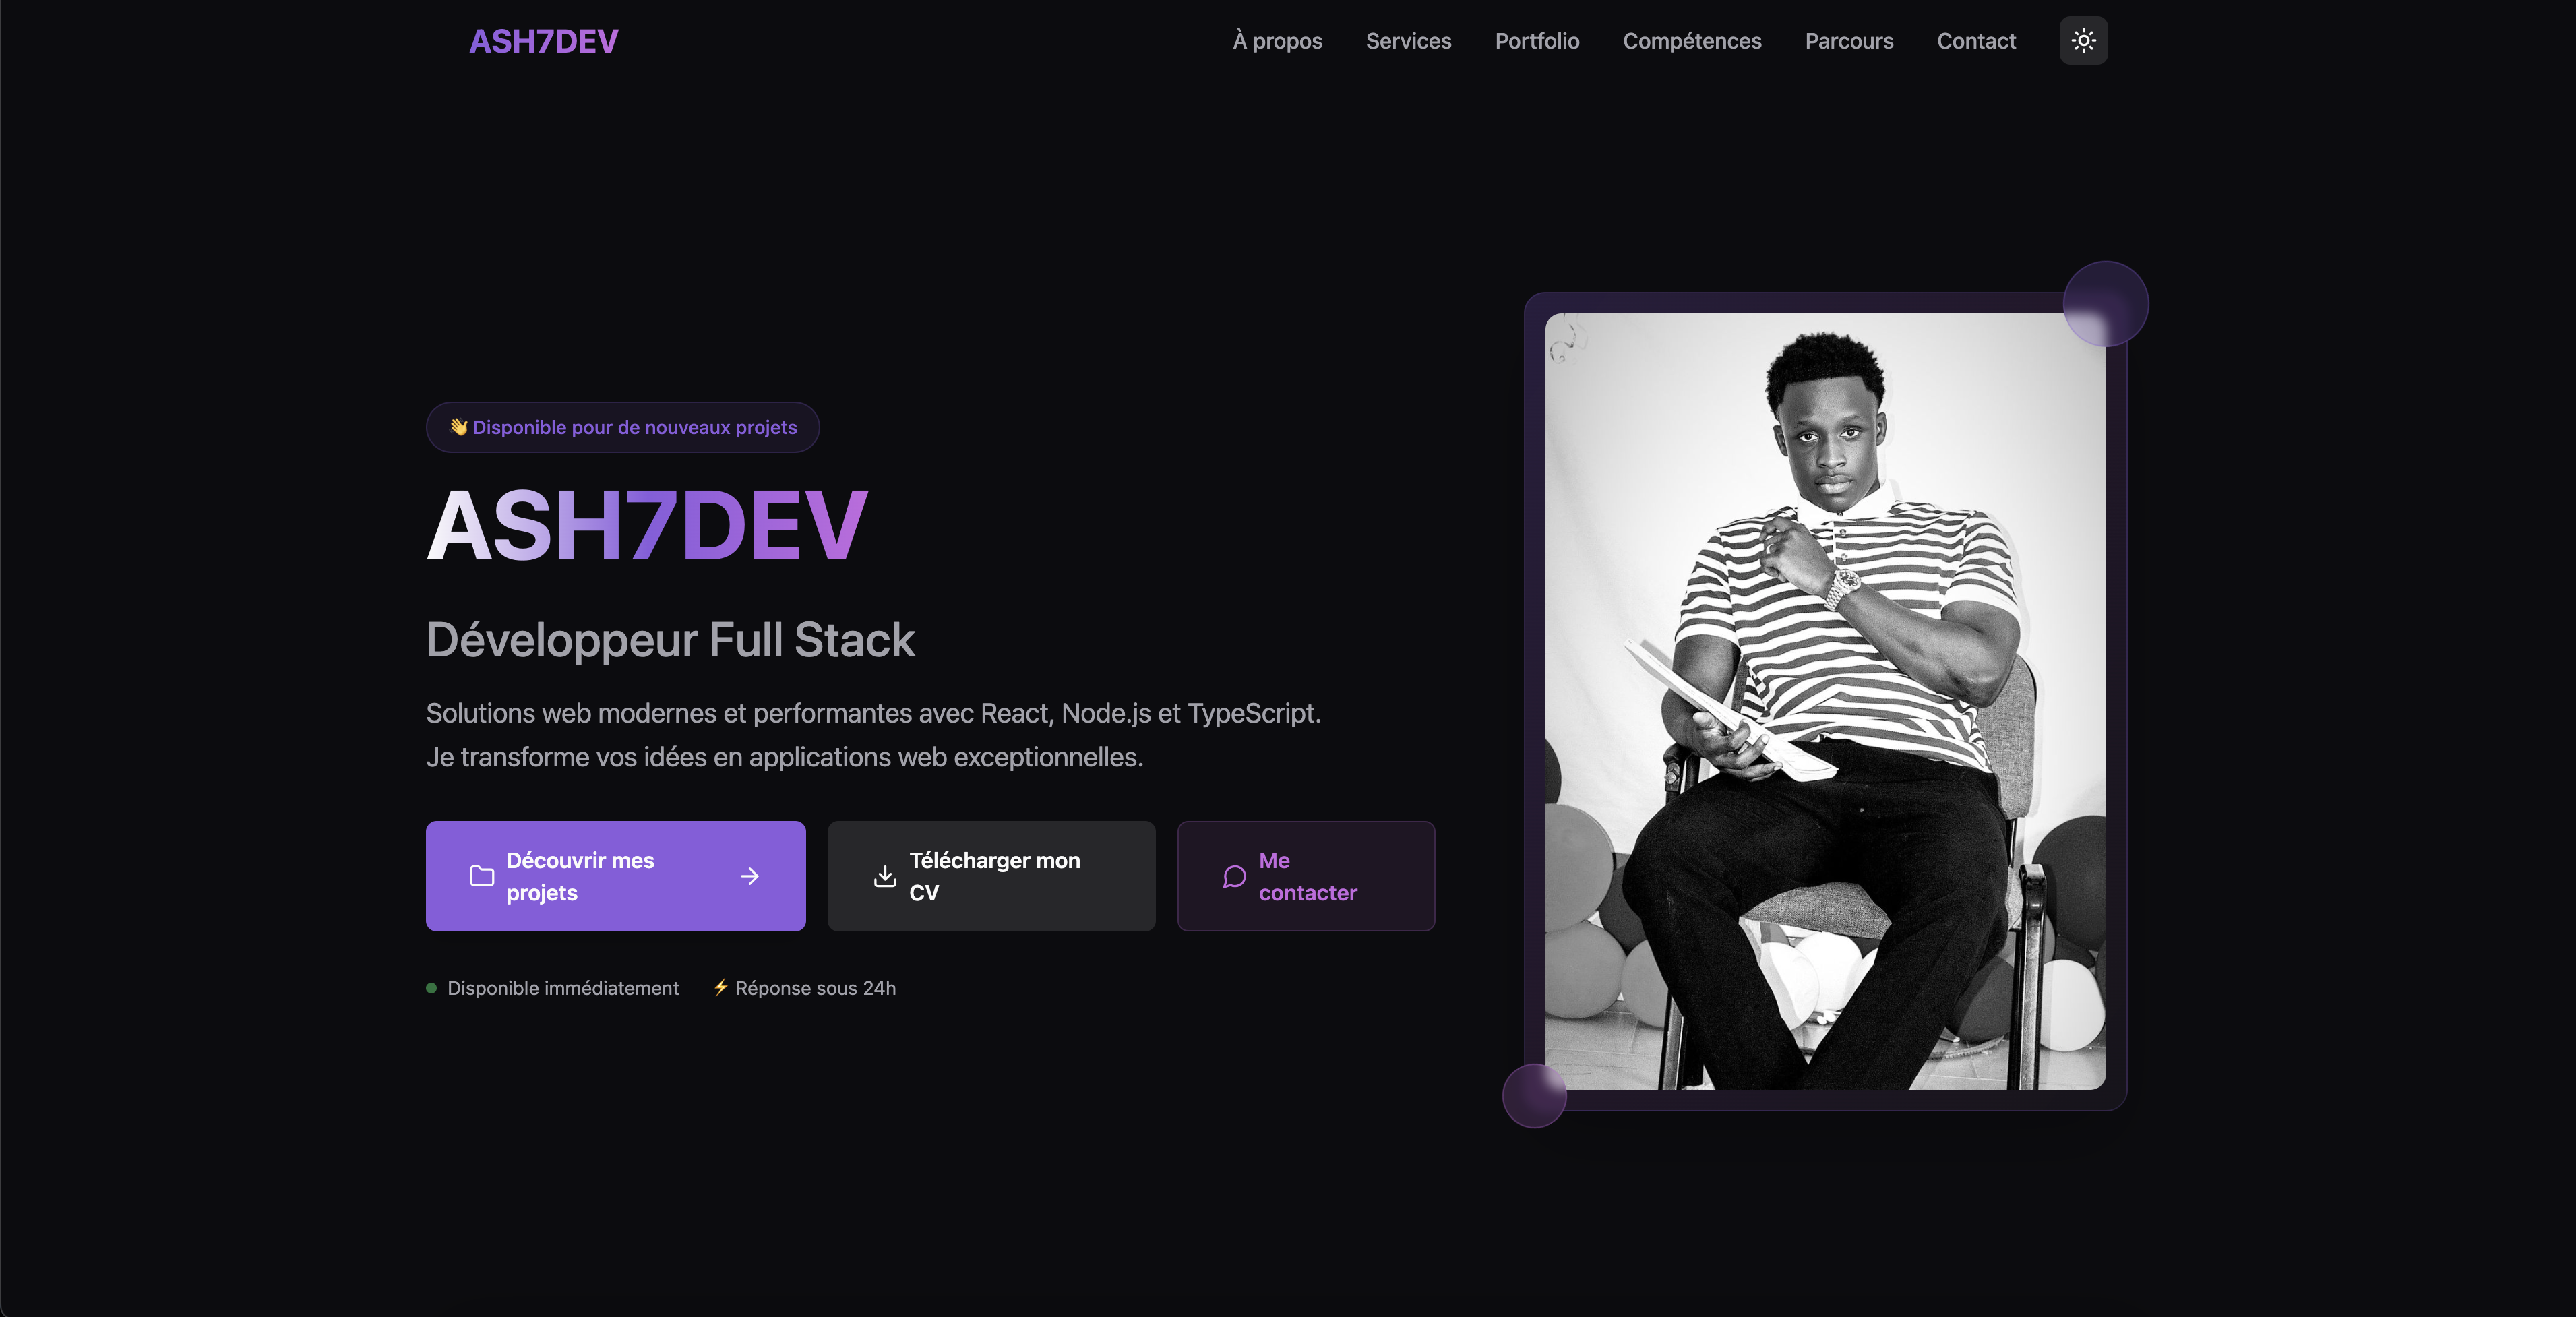 ASH7DEV
À propos
Services
Portfolio
Compétences
Parcours
Contact
👋 Disponible pour de nouveaux projets
ASH7DEV
Développeur Full Stack
Solutions web modernes et performantes avec React, Node.js et TypeScript.
Je transforme vos idées en applications web exceptionnelles.
Découvrir mes
projets
Télécharger mon
CV
Me
contacter
Disponible immédiatement
⚡ Réponse sous 24h